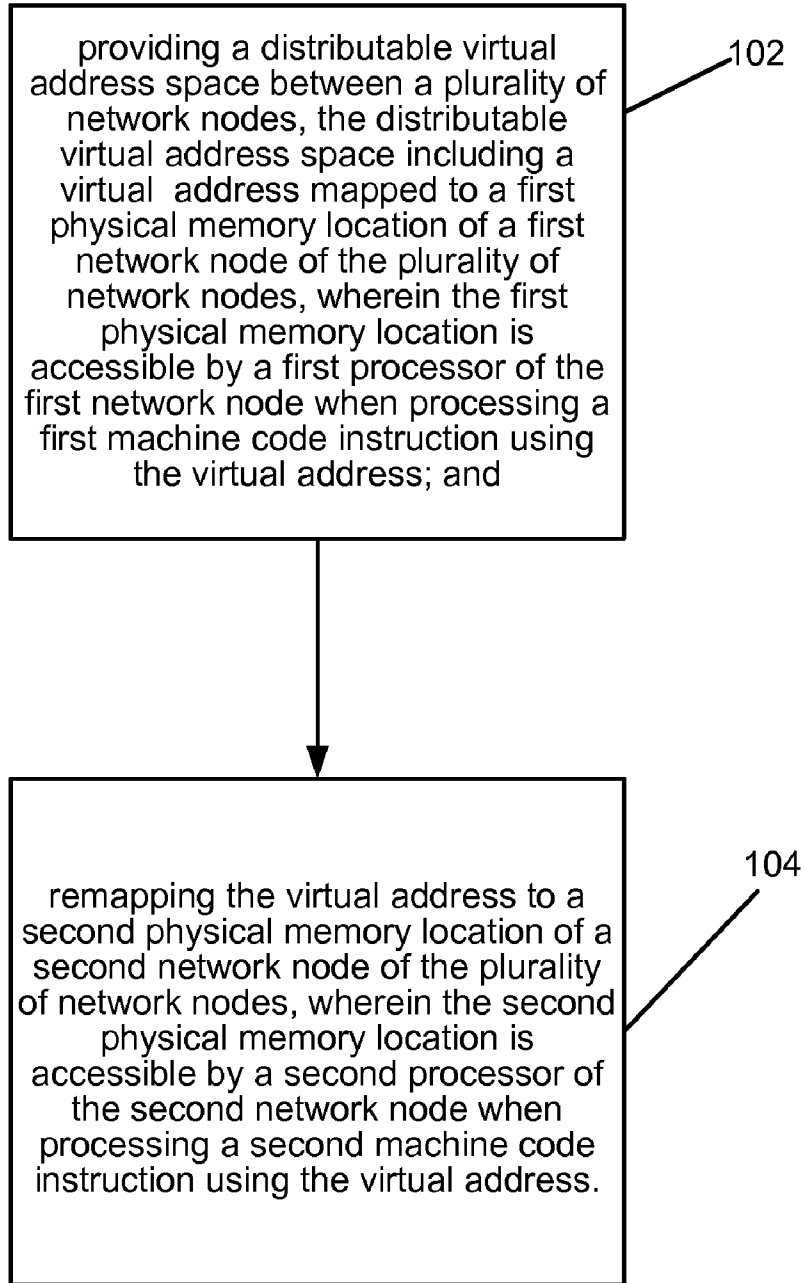 providing a distributable virtual
address space between a plurality of
network nodes, the distributable
virtual address space including a
virtual address mapped to a first
physical memory location of a first
network node of the plurality of
network nodes, wherein the first
physical memory location is
accessible by a first processor of the
first network node when processing a
first machine code instruction using
the virtual address; and
102
remapping the virtual address to a
second physical memory location of a
second network node of the plurality
of network nodes, wherein the second
physical memory location is
accessible by a second processor of
the second network node when
processing a second machine code
instruction using the virtual address.
104